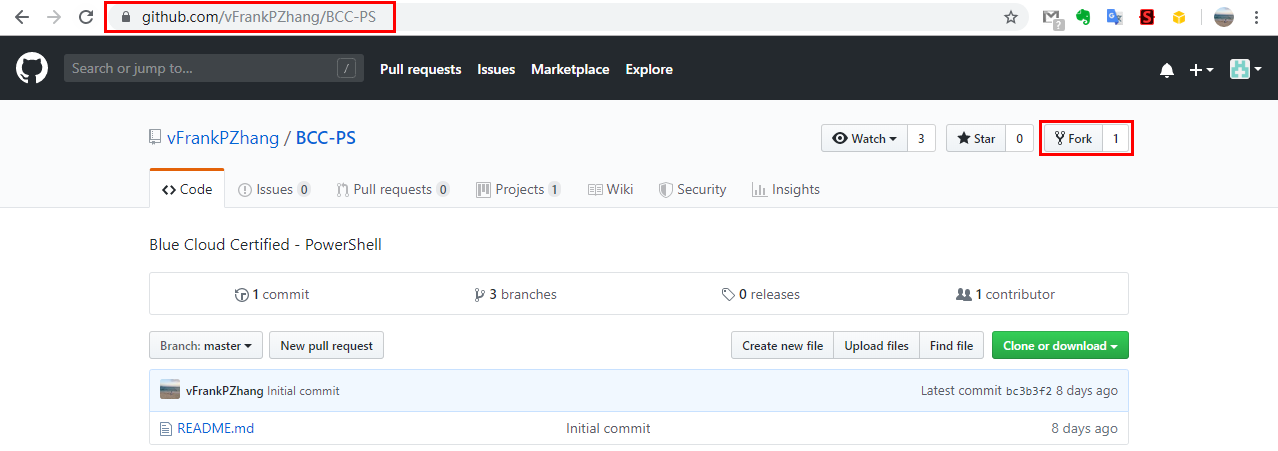 github.com/vFrankPZhang/BCC-PS
?
Search or jump to... /
Pull requests Issues Marketplace Explore
vFrankPZhang / BCC-PS
Watch 3 Star 0 Fork 1
Code Issues 0 Pull requests 0 Projects 1 Wiki Security Insights
Blue Cloud Certified - PowerShell
1 commit 3 branches 0 releases 1 contributor
Branch: master New pull request Create new file Upload files Find file Clone or download
vFrankPZhang Initial commit Latest commit bc3b3f2 8 days ago
README.md Initial commit 8 days ago